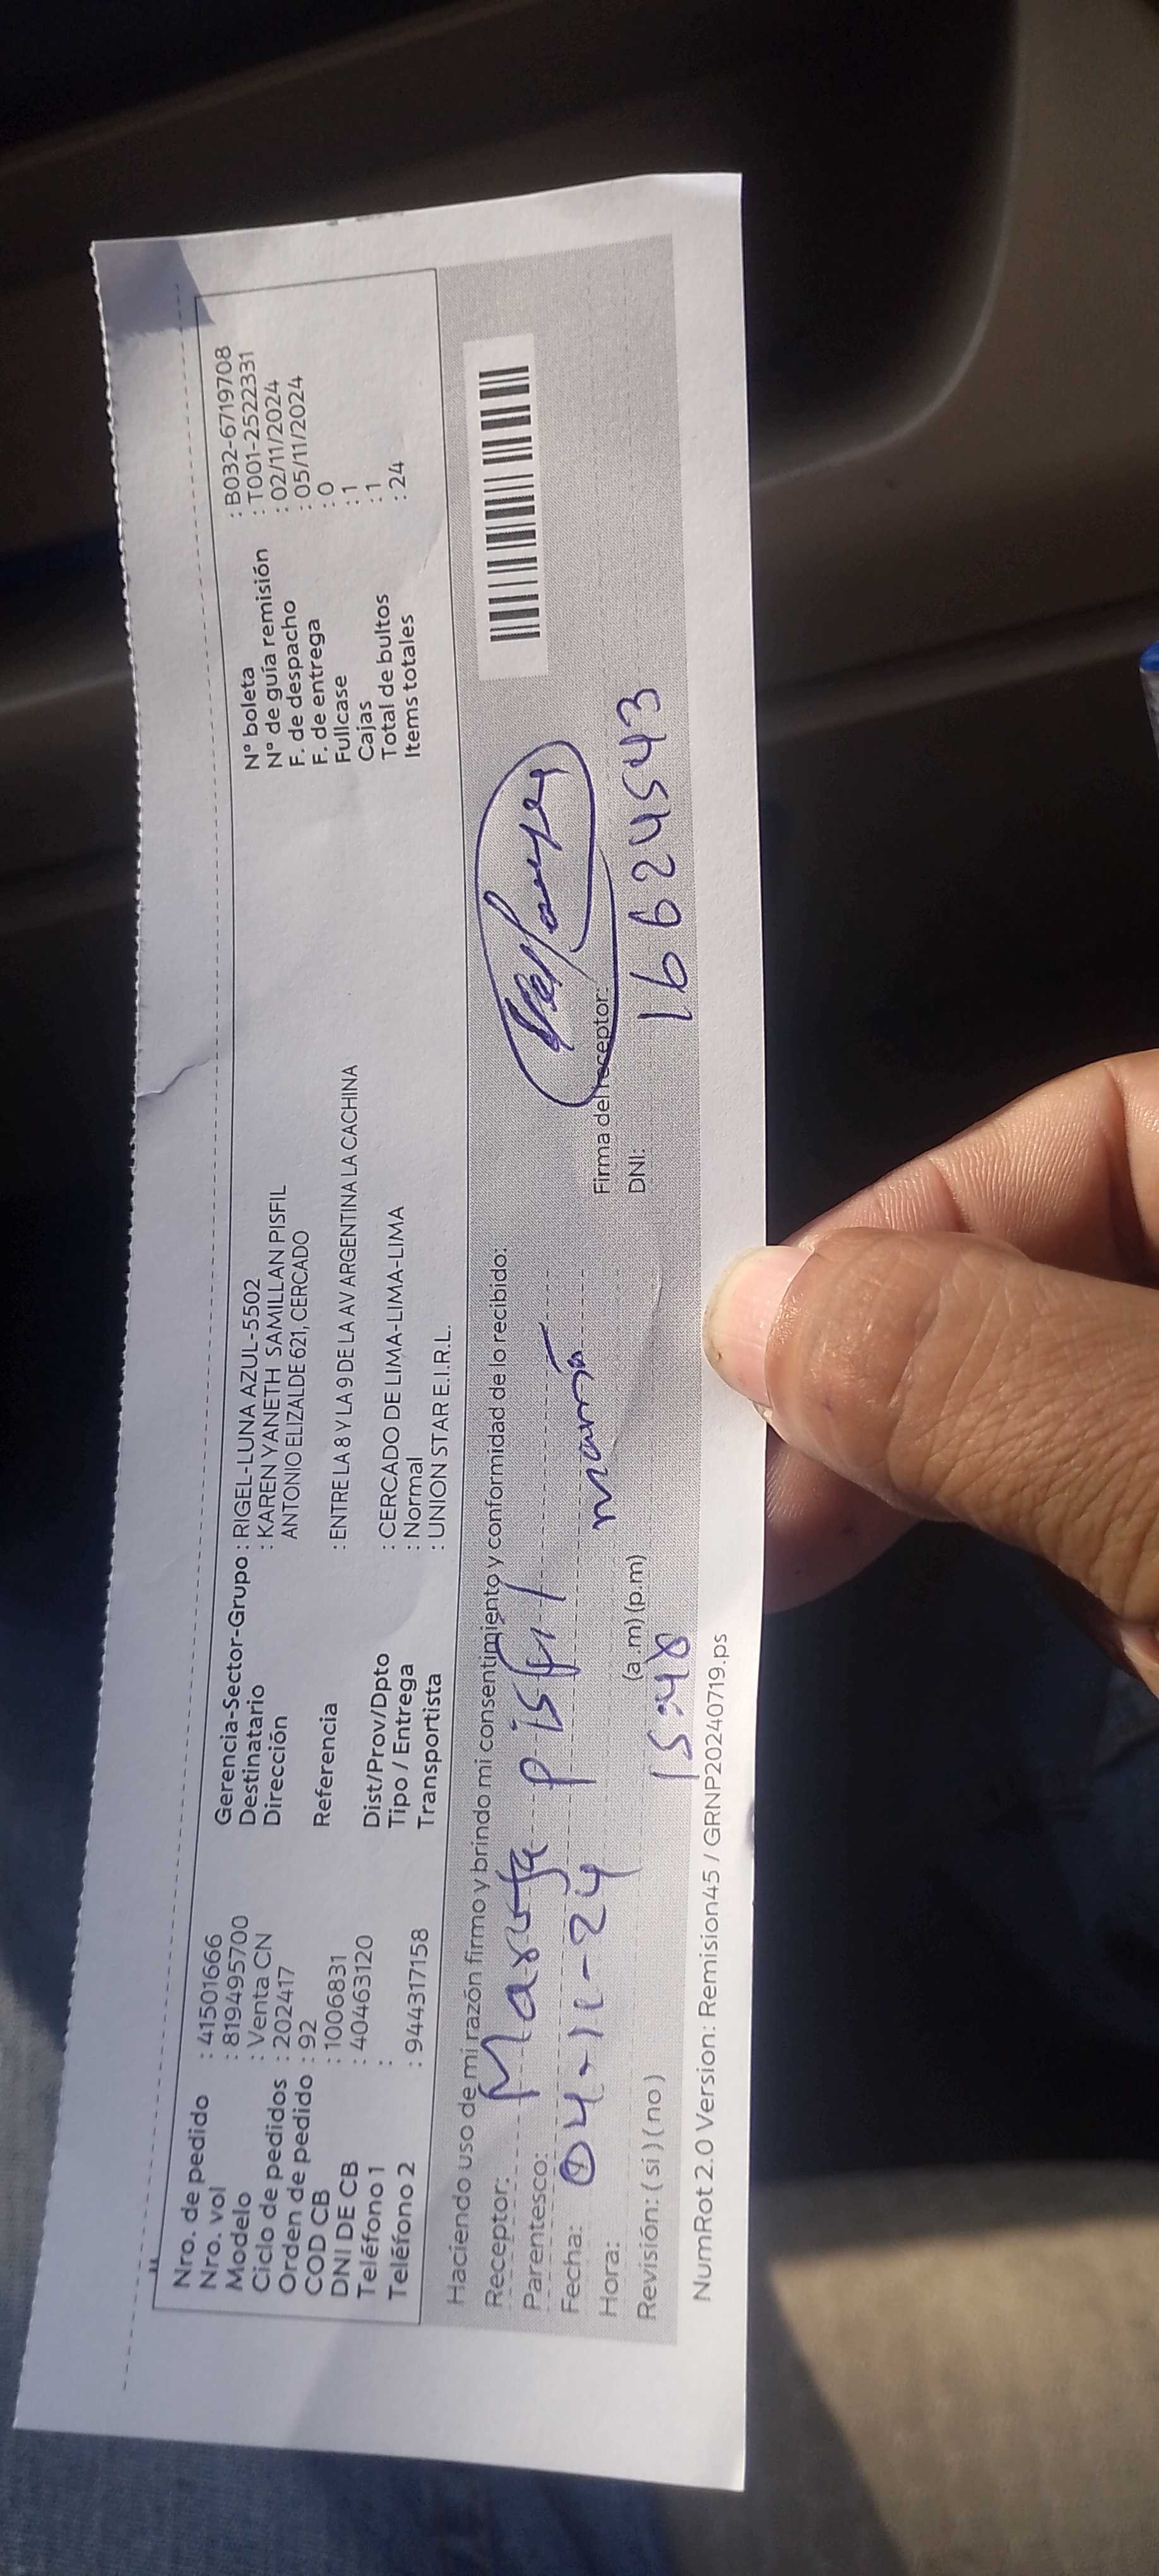 Nro. de pedido : 41501666
Nro. vol : 819495700
Modelo : Venta CN
Ciclo de pedidos : 202417
Orden de pedido : 92
COD CB : 1006831
DNI DE CB : 40463120
Teléfono 1 :
Teléfono 2 : 944317158
Gerencia-Sector-Grupo : RIGEL-LUNA AZUL-5502
Destinatario : KAREN YANETH SAMILLAN PISFIL
Dirección ANTONIO ELIZALDE 621, CERCADO
Referencia : ENTRE LA 8 Y LA 9 DE LA AV ARGENTINA LA CACHINA
Dist/Prov/Dpto : CERCADO DE LIMA-LIMA-LIMA
Tipo / Entrega : Normal
Transportista : UNION STAR E.I.R.L.
N° boleta : B032-6719708
N° de guía remisión : T001-2522331
F. de despacho : 02/11/2024
F. de entrega : 05/11/2024
Fullcase : 0
Cajas : 1
Total de bultos : 1
Items totales : 24
Haciendo uso de mi razón firmo y brindo mi consentimiento y conformidad de lo recibido:
Receptor: Maruja Pisfil
Parentesco: mamá
Fecha: 04-11-24
Hora: 15:48 (a.m) (p.m)
Revisión: ( si ) ( no )
Firma del receptor:
DNI: 16624543
NumRot 2.0 Version: Remision45 / GRNP20240719.ps